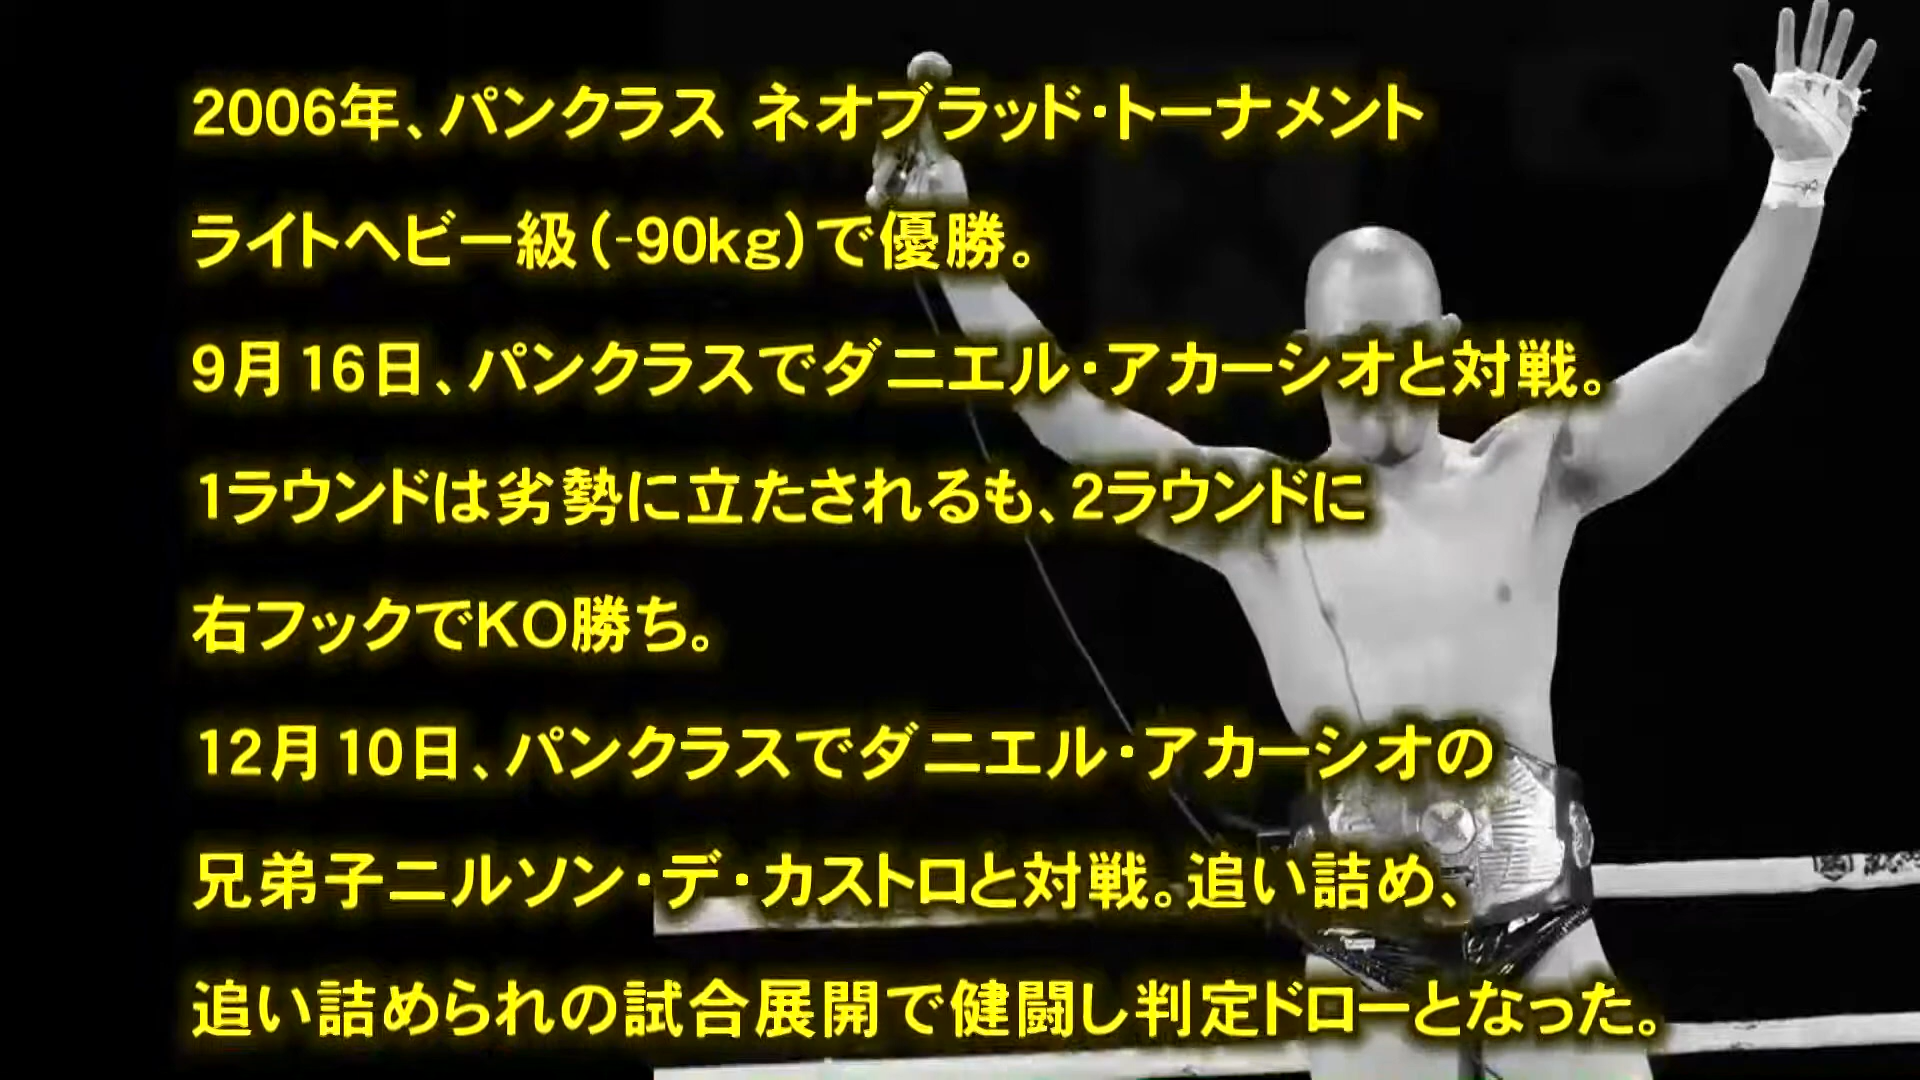 2006年、パンクラス ネオブラッド・トーナメント
ライトヘビー級（-90kg）で優勝。
9月16日、パンクラスでダニエル・アカーシオと対戦。
1ラウンドは劣勢に立たされるも、2ラウンドに
右フックでKO勝ち。
12月10日、パンクラスでダニエル・アカーシオの
兄弟子ニルソン・デ・カストロと対戦。追い詰め、
追い詰められの試合展開で健闘し判定ドローとなった。